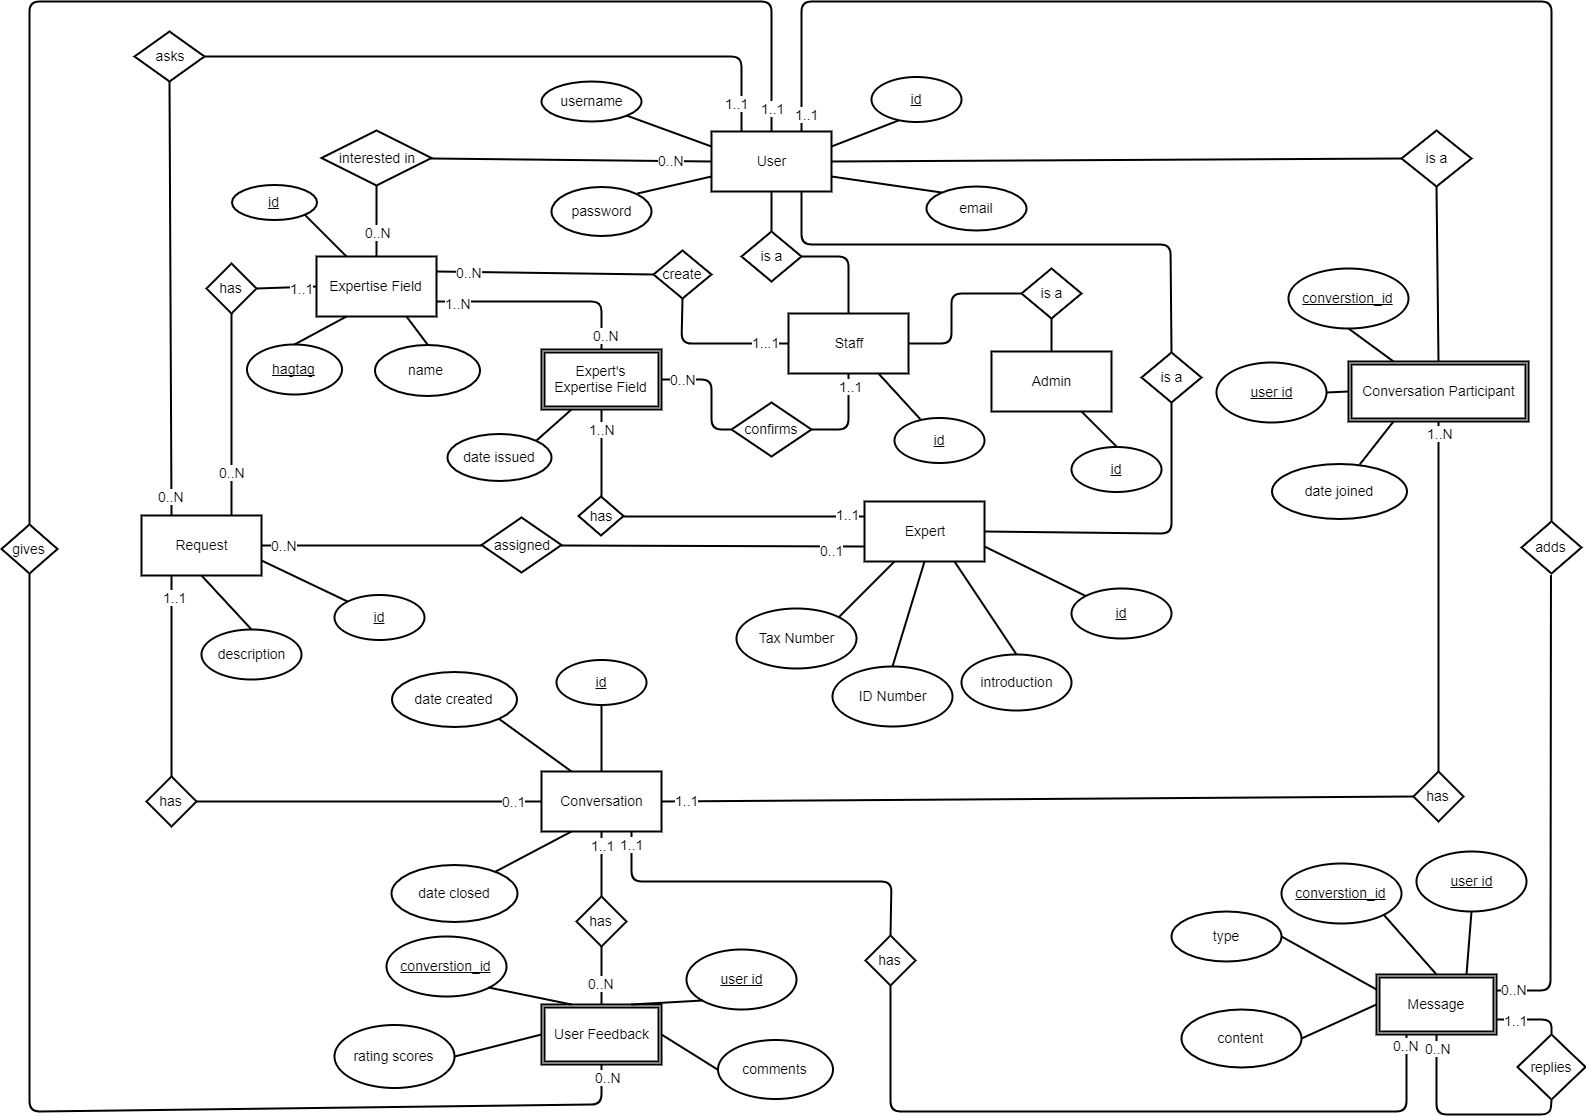 asks
1..1
1..1
1..1
username
id
interested in
0..N
User
is a
id
password
email
0..N
is a
Expertise Field
0..N
create
has
1..1
1..N
is a
converstion_id
0..N
1...1
Staff
hagtag
name
Expert's
Expertise Field
0..N
1..1
Admin
is a
user id
Conversation Participant
1..N
confirms
id
1..N
date issued
id
date joined
0..N
0..N
has
1..1
gives
Request
0..N
assigned
0..1
Expert
adds
1..1
id
description
Tax Number
id
ID Number
introduction
date created
id
has
0..1
Conversation
1..1
has
1..1
1..1
date closed
has
converstion_id
user id
type
has
converstion_id
0..N
user id
0..N
Message
1..1
rating scores
User Feedback
content
0..N
0..N
comments
0..N
replies